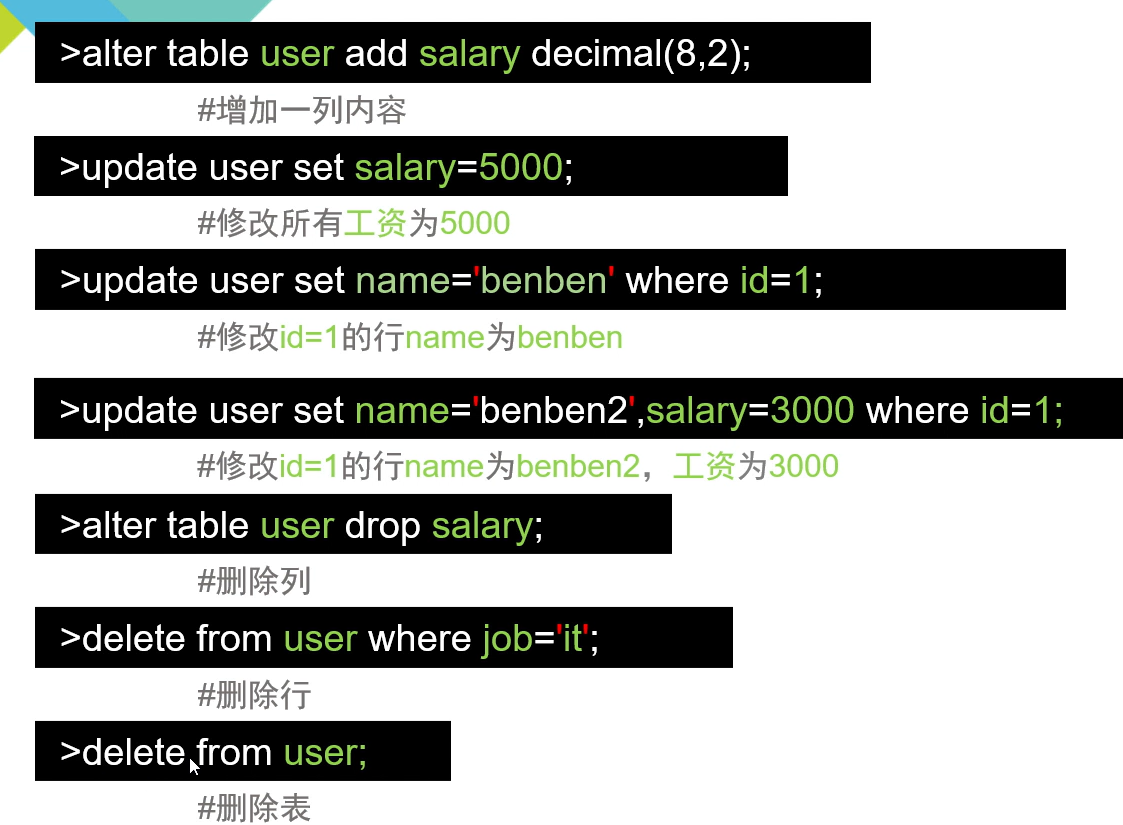 >alter table user add salary decimal(8,2);
#增加一列内容
>update user set salary=5000;
#修改所有工资为5000
>update user set name='benben' where id=1;
#修改id=1的行name为benben
>update user set name='benben2',salary=3000 where id=1;
#修改id=1的行name为benben2，工资为3000
>alter table user drop salary;
#删除列
>delete from user where job='it';
#删除行
>delete from user;
#删除表